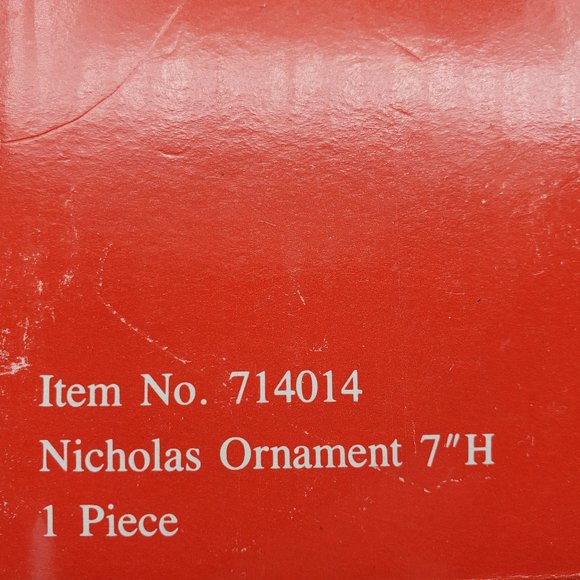 Item No. 714014
Nicholas Ornament 7"H
1 Piece